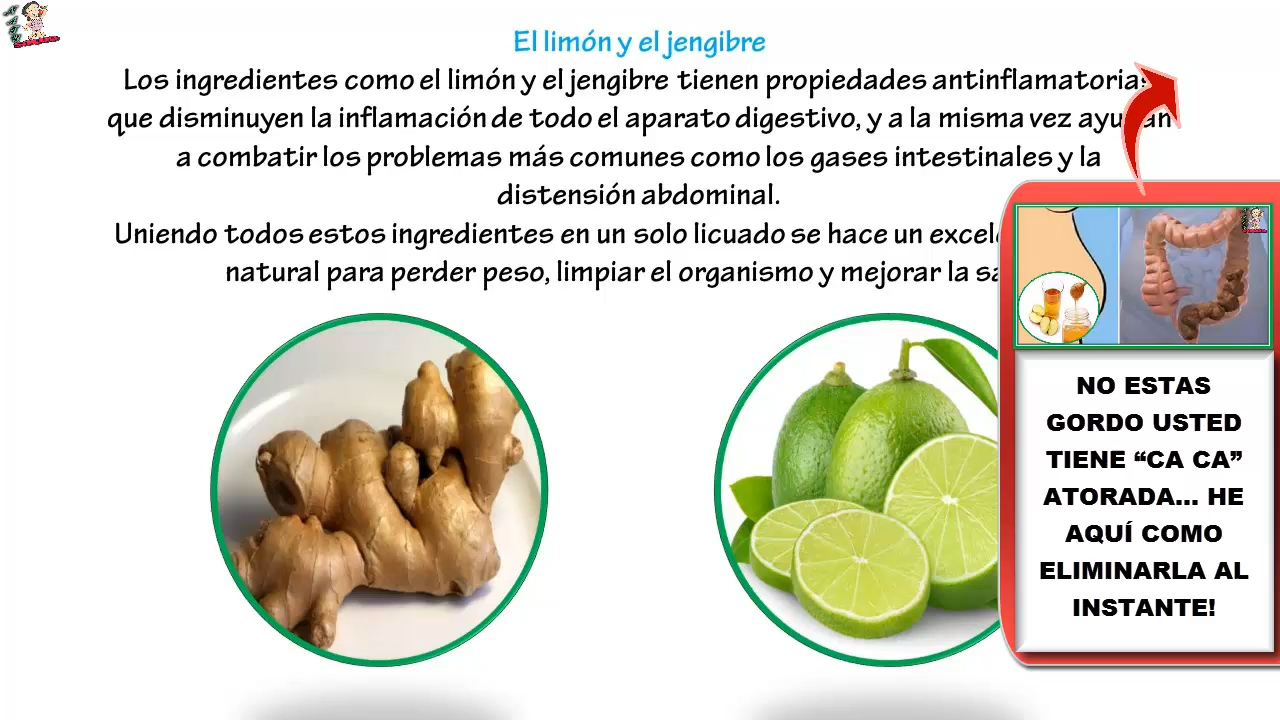 El limón y el jengibre
Los ingredientes como el limón y el jengibre tienen propiedades antinflamatorias
que disminuyen la inflamación de todo el aparato digestivo, y a la misma vez
a combatir los problemas más comunes como los gases intestinales y la
distensión abdominal.
Uniendo todos estos ingredientes en un solo licuado se hace un
natural para perder peso, limpiar el organismo y mejorar la
NO ESTAS
GORDO USTED
TIENE “CA CA”
ATORADA... HE
AQUÍ COMO
ELIMINARLA AL
INSTANTE!